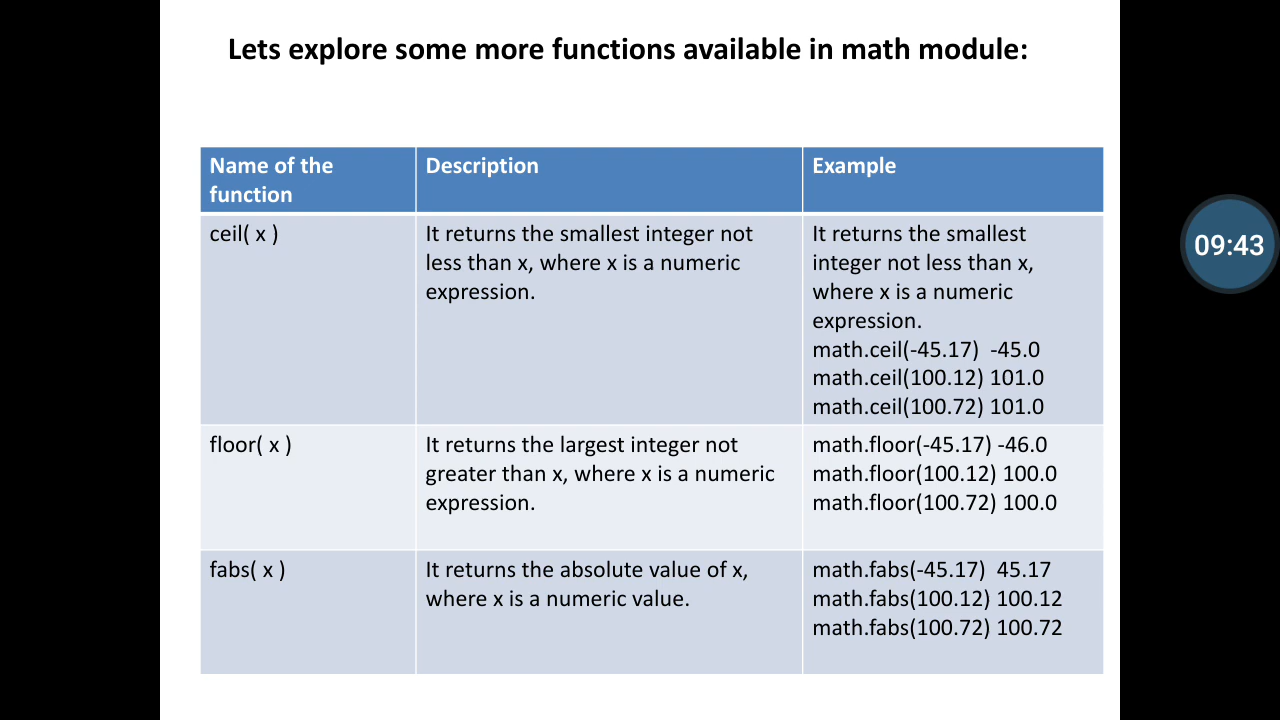 Lets explore some more functions available in math module:
Name of the
function
Description
Example
ceil( x )
It returns the smallest integer not
less than x, where x is a numeric
expression.
It returns the smallest
integer not less than x,
where x is a numeric
expression.
math.ceil(-45.17)  -45.0
math.ceil(100.12) 101.0
math.ceil(100.72) 101.0
floor( x )
It returns the largest integer not
greater than x, where x is a numeric
expression.
math.floor(-45.17) -46.0
math.floor(100.12) 100.0
math.floor(100.72) 100.0
fabs( x )
It returns the absolute value of x,
where x is a numeric value.
math.fabs(-45.17)  45.17
math.fabs(100.12) 100.12
math.fabs(100.72) 100.72
09:43